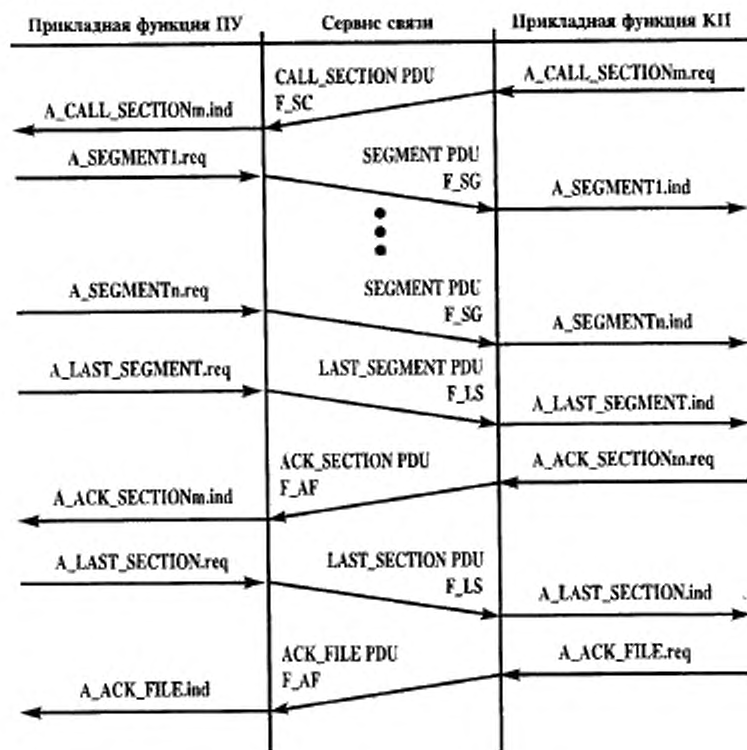 Прикладная функция ПУ
Сервис связи
Прикладная функция КП
CALL_SECTION PDU
F_SC
A_CALL_SECTIONm.req
A_CALL_SECTIONm.ind
A_SEGMENT1.req
SEGMENT PDU
F_SG
A_SEGMENT1.ind
A_SEGMENTn.req
SEGMENT PDU
F_SG
A_SEGMENTn.ind
A_LAST_SEGMENT.req
LAST_SEGMENT PDU
F_LS
A_LAST_SEGMENT.ind
ACK_SECTION PDU
F_AF
A_ACK_SECTIONm.req
A_ACK_SECTIONm.ind
A_LAST_SECTION.req
LAST_SECTION PDU
F_LS
A_LAST_SECTION.ind
ACK_FILE PDU
F_AF
A_ACK_FILE.req
A_ACK_FILE.ind